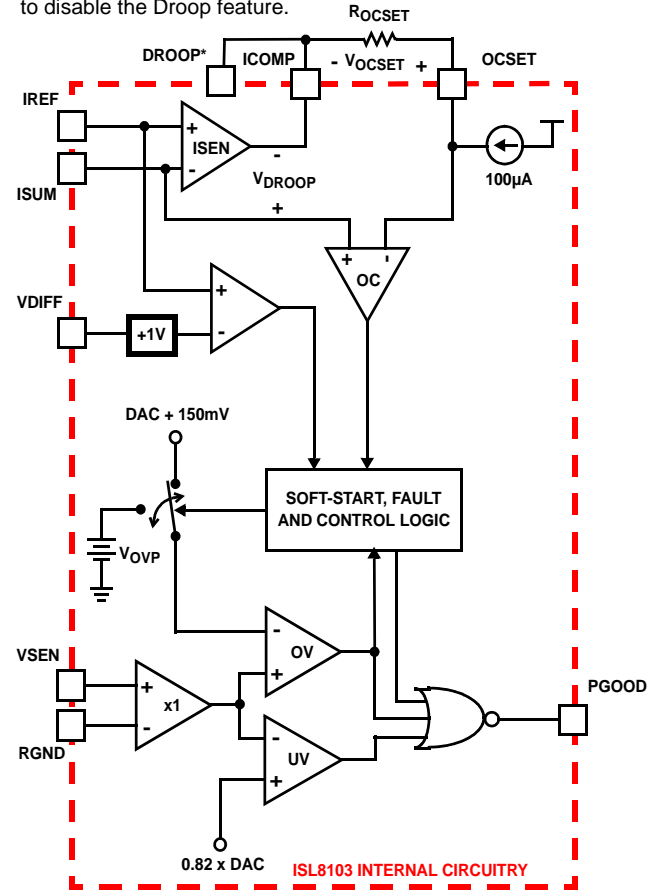 to disable the Droop feature.
ROCSET
DROOP*
ICOMP
- VOCSET +
OCSET
IREF
+
ISEN
-
-
VDROOP
+
100µA
ISUM
+ -
OC
VDIFF
+1V
+
-
DAC + 150mV
SOFT-START, FAULT
AND CONTROL LOGIC
VOVP
-
OV
+
VSEN
+
x1
-
RGND
-
UV
+
PGOOD
0.82 x DAC
ISL8103 INTERNAL CIRCUITRY